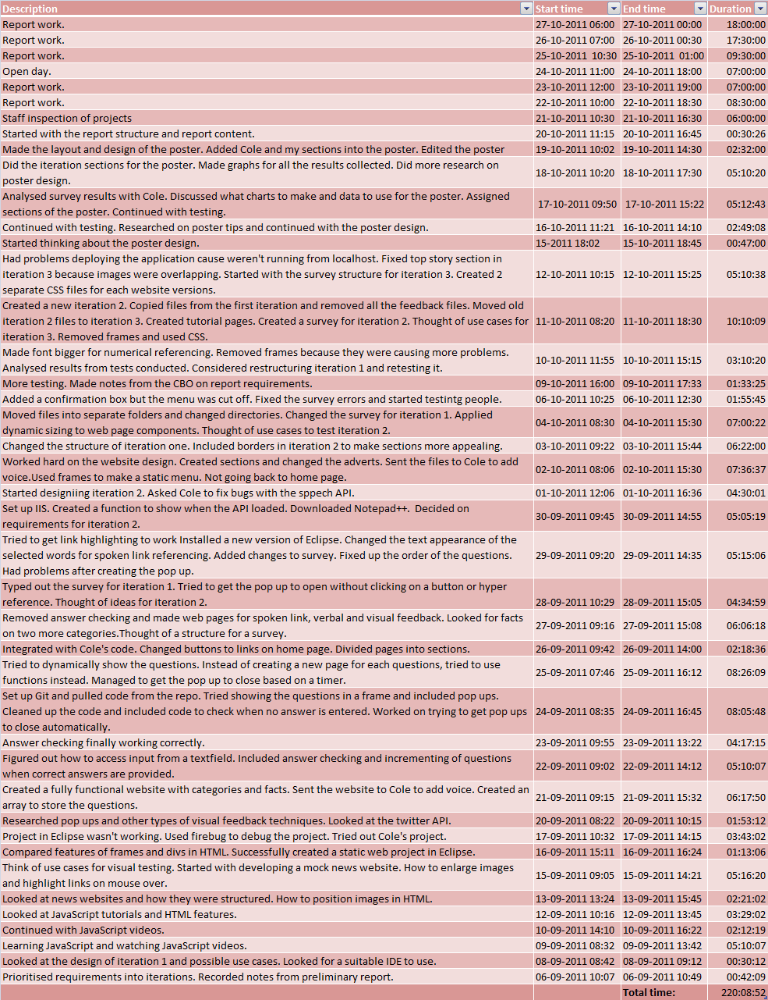 Description Start time End time Duration
Report work. 27-10-2011 06:00 27-10-2011 00:00 18:00:00
Report work. 26-10-2011 07:00 26-10-2011 00:30 17:30:00
Report work. 25-10-2011  10:30 25-10-2011  01:00 09:30:00
Open day. 24-10-2011 11:00 24-10-2011 18:00 07:00:00
Report work. 23-10-2011 12:00 23-10-2011 19:00 07:00:00
Report work. 22-10-2011 10:00 22-10-2011 18:30 08:30:00
Staff inspection of projects 21-10-2011 10:30 21-10-2011 16:30 06:00:00
Started with the report structure and report content. 20-10-2011 11:15 20-10-2011 16:45 00:30:26
Made the layout and design of the poster. Added Cole and my sections into the poster. Edited the poster 19-10-2011 10:02 19-10-2011 14:30 02:32:00
Did the iteration sections for the poster. Made graphs for all the results collected. Did more research on
poster design. 18-10-2011 10:20 18-10-2011 17:30 05:10:20
Analysed survey results with Cole. Discussed what charts to make and data to use for the poster. Assigned
sections of the poster. Continued with testing. 17-10-2011 09:50 17-10-2011 15:22 05:12:43
Continued with testing. Researched on poster tips and continued with the poster design. 16-10-2011 11:21 16-10-2011 14:10 02:49:08
Started thinking about the poster design. 15-2011 18:02 15-10-2011 18:45 00:47:00
Had problems deploying the application cause weren't running from localhost. Fixed top story section in
iteration 3 because images were overlapping. Started with the survey structure for iteration 3. Created 2
separate CSS files for each website versions. 12-10-2011 10:15 12-10-2011 15:25 05:10:38
Created a new iteration 2. Copied files from the first iteration and removed all the feedback files. Moved old
iteration 2 files to iteration 3. Created tutorial pages. Created a survey for iteration 2. Thought of use cases for
iteration 3. Removed frames and used CSS. 11-10-2011 08:20 11-10-2011 18:30 10:10:09
Made font bigger for numerical referencing. Removed frames because they were causing more problems.
Analysed results from tests conducted. Considered restructuring iteration 1 and retesting it. 10-10-2011 11:55 10-10-2011 15:15 03:10:20
More testing. Made notes from the CBO on report requirements. 09-10-2011 16:00 09-10-2011 17:33 01:33:25
Added a confirmation box but the menu was cut off. Fixed the survey errors and started testintg people. 06-10-2011 10:25 06-10-2011 12:30 01:55:45
Moved files into separate folders and changed directories. Changed the survey for iteration 1. Applied
dynamic sizing to web page components. Thought of use cases to test iteration 2. 04-10-2011 08:30 04-10-2011 15:30 07:00:22
Changed the structure of iteration one. Included borders in iteration 2 to make sections more appealing. 03-10-2011 09:22 03-10-2011 15:44 06:22:00
Worked hard on the website design. Created sections and changed the adverts. Sent the files to Cole to add
voice.Used frames to make a static menu. Not going back to home page. 02-10-2011 08:06 02-10-2011 15:30 07:36:37
Started designiing iteration 2. Asked Cole to fix bugs with the sppech API. 01-10-2011 12:06 01-10-2011 16:36 04:30:01
Set up IIS. Created a function to show when the API loaded. Downloaded Notepad++.  Decided on
requirements for iteration 2. 30-09-2011 09:45 30-09-2011 14:55 05:05:19
Tried to get link highlighting to work Installed a new version of Eclipse. Changed the text appearance of the
selected words for spoken link referencing. Added changes to survey. Fixed up the order of the questions.
Had problems after creating the pop up. 29-09-2011 09:20 29-09-2011 14:35 05:15:06
Typed out the survey for iteration 1. Tried to get the pop up to open without clicking on a button or hyper
reference. Thought of ideas for iteration 2. 28-09-2011 10:29 28-09-2011 15:05 04:34:59
Removed answer checking and made web pages for spoken link, verbal and visual feedback. Looked for facts
on two more categories.Thought of a structure for a survey. 27-09-2011 09:16 27-09-2011 15:08 06:06:18
Integrated with Cole's code. Changed buttons to links on home page. Divided pages into sections. 26-09-2011 09:42 26-09-2011 14:00 02:18:36
Tried to dynamically show the questions. Instead of creating a new page for each questions, tried to use
functions instead. Managed to get the pop up to close based on a timer. 25-09-2011 07:46 25-09-2011 16:12 08:26:09
Set up Git and pulled code from the repo. Tried showing the questions in a frame and included pop ups.
Cleaned up the code and included code to check when no answer is entered. Worked on trying to get pop ups
to close automatically. 24-09-2011 08:35 24-09-2011 16:45 08:05:48
Answer checking finally working correctly. 23-09-2011 09:55 23-09-2011 13:22 04:17:15
Figured out how to access input from a textfield. Included answer checking and incrementing of questions
when correct answers are provided. 22-09-2011 09:02 22-09-2011 14:12 05:10:07
Created a fully functional website with categories and facts. Sent the website to Cole to add voice. Created an
array to store the questions. 21-09-2011 09:15 21-09-2011 15:32 06:17:50
Researched pop ups and other types of visual feedback techniques. Looked at the twitter API. 20-09-2011 08:22 20-09-2011 10:15 01:53:12
Project in Eclipse wasn't working. Used firebug to debug the project. Tried out Cole's project. 17-09-2011 10:32 17-09-2011 14:15 03:43:02
Compared features of frames and divs in HTML. Successfully created a static web project in Eclipse. 16-09-2011 15:11 16-09-2011 16:24 01:13:06
Think of use cases for visual testing. Started with developing a mock news website. How to enlarge images
and highlight links on mouse over. 15-09-2011 09:05 15-09-2011 14:21 05:16:20
Looked at news websites and how they were structured. How to position images in HTML. 13-09-2011 13:24 13-09-2011 15:45 02:21:02
Looked at JavaScript tutorials and HTML features. 12-09-2011 10:16 12-09-2011 13:45 03:29:02
Continued with JavaScript videos. 10-09-2011 14:10 10-09-2011 16:22 02:12:19
Learning JavaScript and watching JavaScript videos. 09-09-2011 08:32 09-09-2011 13:42 05:10:07
Looked at the design of iteration 1 and possible use cases. Looked for a suitable IDE to use. 08-09-2011 08:42 08-09-2011 09:12 00:30:12
Prioritised requirements into iterations. Recorded notes from preliminary report. 06-09-2011 10:07 06-09-2011 10:49 00:42:09
Total time: 220:08:52